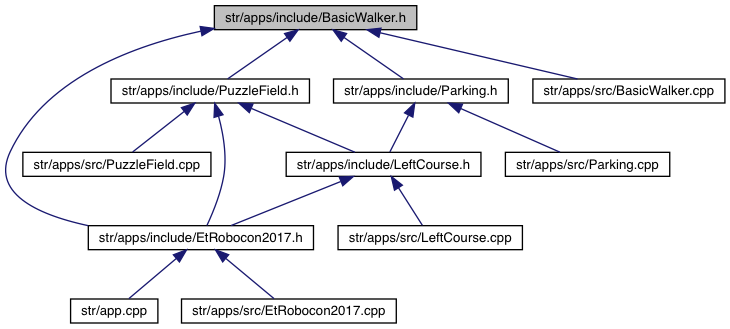 str/apps/include/BasicWalker.h
str/apps/include/PuzzleField.h
str/apps/include/Parking.h
str/apps/src/BasicWalker.cpp
str/apps/src/PuzzleField.cpp
str/apps/include/LeftCourse.h
str/apps/src/Parking.cpp
str/apps/include/EtRobocon2017.h
str/apps/src/LeftCourse.cpp
str/app.cpp
str/apps/src/EtRobocon2017.cpp